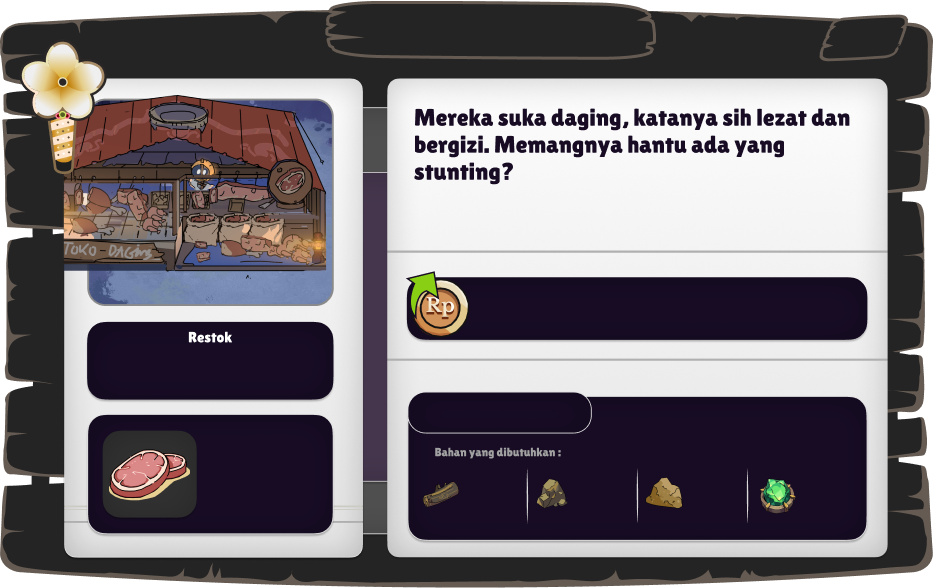 Mereka suka daging, katanya sih lezat dan
bergizi. Memangnya hantu ada yang
stunting?
TOKO-DAGING
Rp
Restok
Bahan yang dibutuhkan :